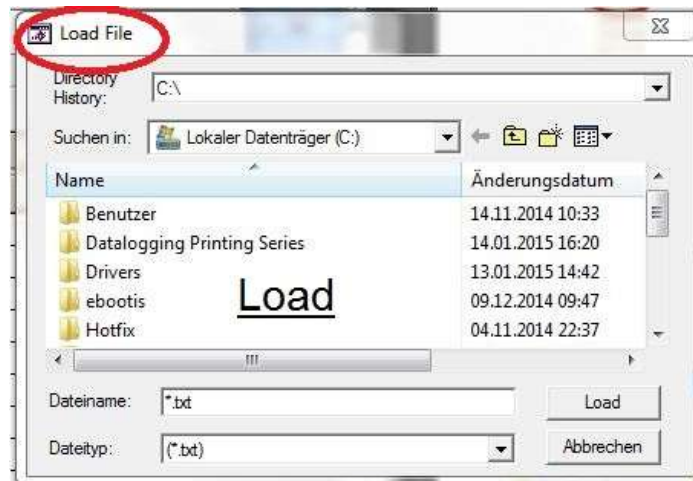 Load File
Directory
History:
C:\
Suchen in:
Lokaler Datenträger (C:)
Name
Änderungsdatum
Benutzer
14.11.2014 10:33
Datalogging Printing Series
14.01.2015 16:20
Drivers
13.01.2015 14:42
ebootis
09.12.2014 09:47
Hotfix
04.11.2014 22:37
Load
Dateiname:
*.txt
Load
Dateityp:
(*.txt)
Abbrechen